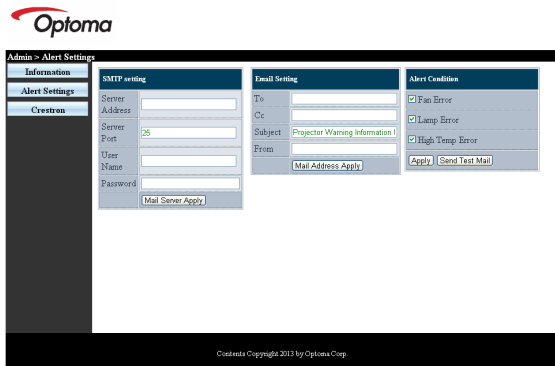 Optoma
Admin > Alert Settings
Information
Alert Settings
Crestron
SMTP setting
Server Address
Server Port
25
User Name
Password
Mail Server Apply
Email Setting
To
Cc
Subject
Projector Warning Information !
From
Mail Address Apply
Alert Condition
Fan Error
Lamp Error
High Temp Error
Apply
Send Test Mail
Contents Copyright 2013 by Optoma Corp.